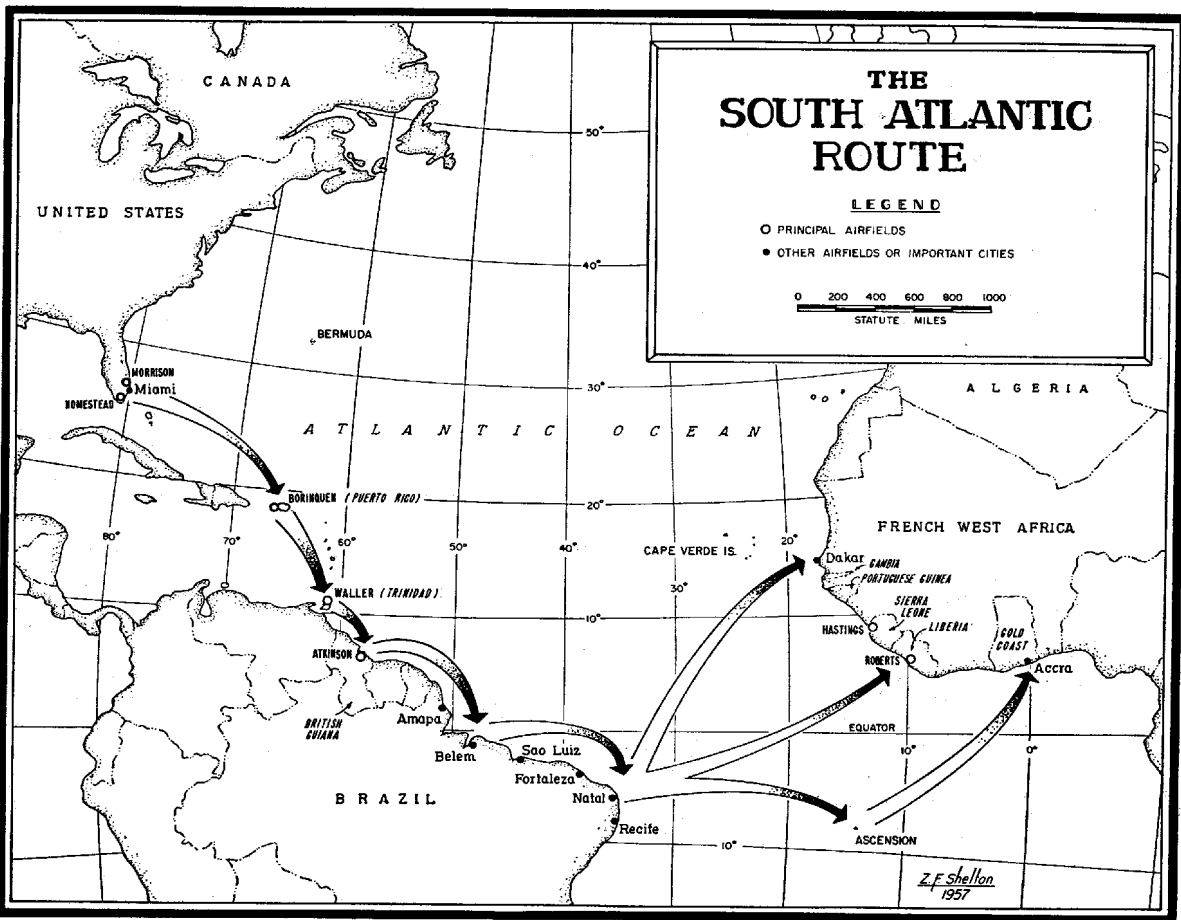 THE
SOUTH ATLANTIC
ROUTE
LEGEND
PRINCIPAL AIRFIELDS
OTHER AIRFIELDS OR IMPORTANT CITIES
0 200 400 600 800 1000
STATUTE MILES
CANADA
UNITED STATES
50°
40°
BERMUDA
MORRISON
Miami
HOMESTEAD
30°
ALGERIA
ATLANTIC OCEAN
BORINQUEN (PUERTO RICO)
20°
FRENCH WEST AFRICA
80°
70°
60°
50°
40°
CAPE VERDE IS.
20°
Dakar
GAMBIA
PORTUGUESE GUINEA
30°
WALLER (TRINIDAD)
10°
SIERRA
LEONE
HASTINGS
LIBERIA
GOLD
COAST
ATKINSON
ROBERTS
Accra
BRITISH
GUIANA
Amapa
EQUATOR
10°
0°
Belem
Sao Luiz
Fortaleza
BRAZIL
Natal
Recife
ASCENSION
10°
Z.F Shelton
1957